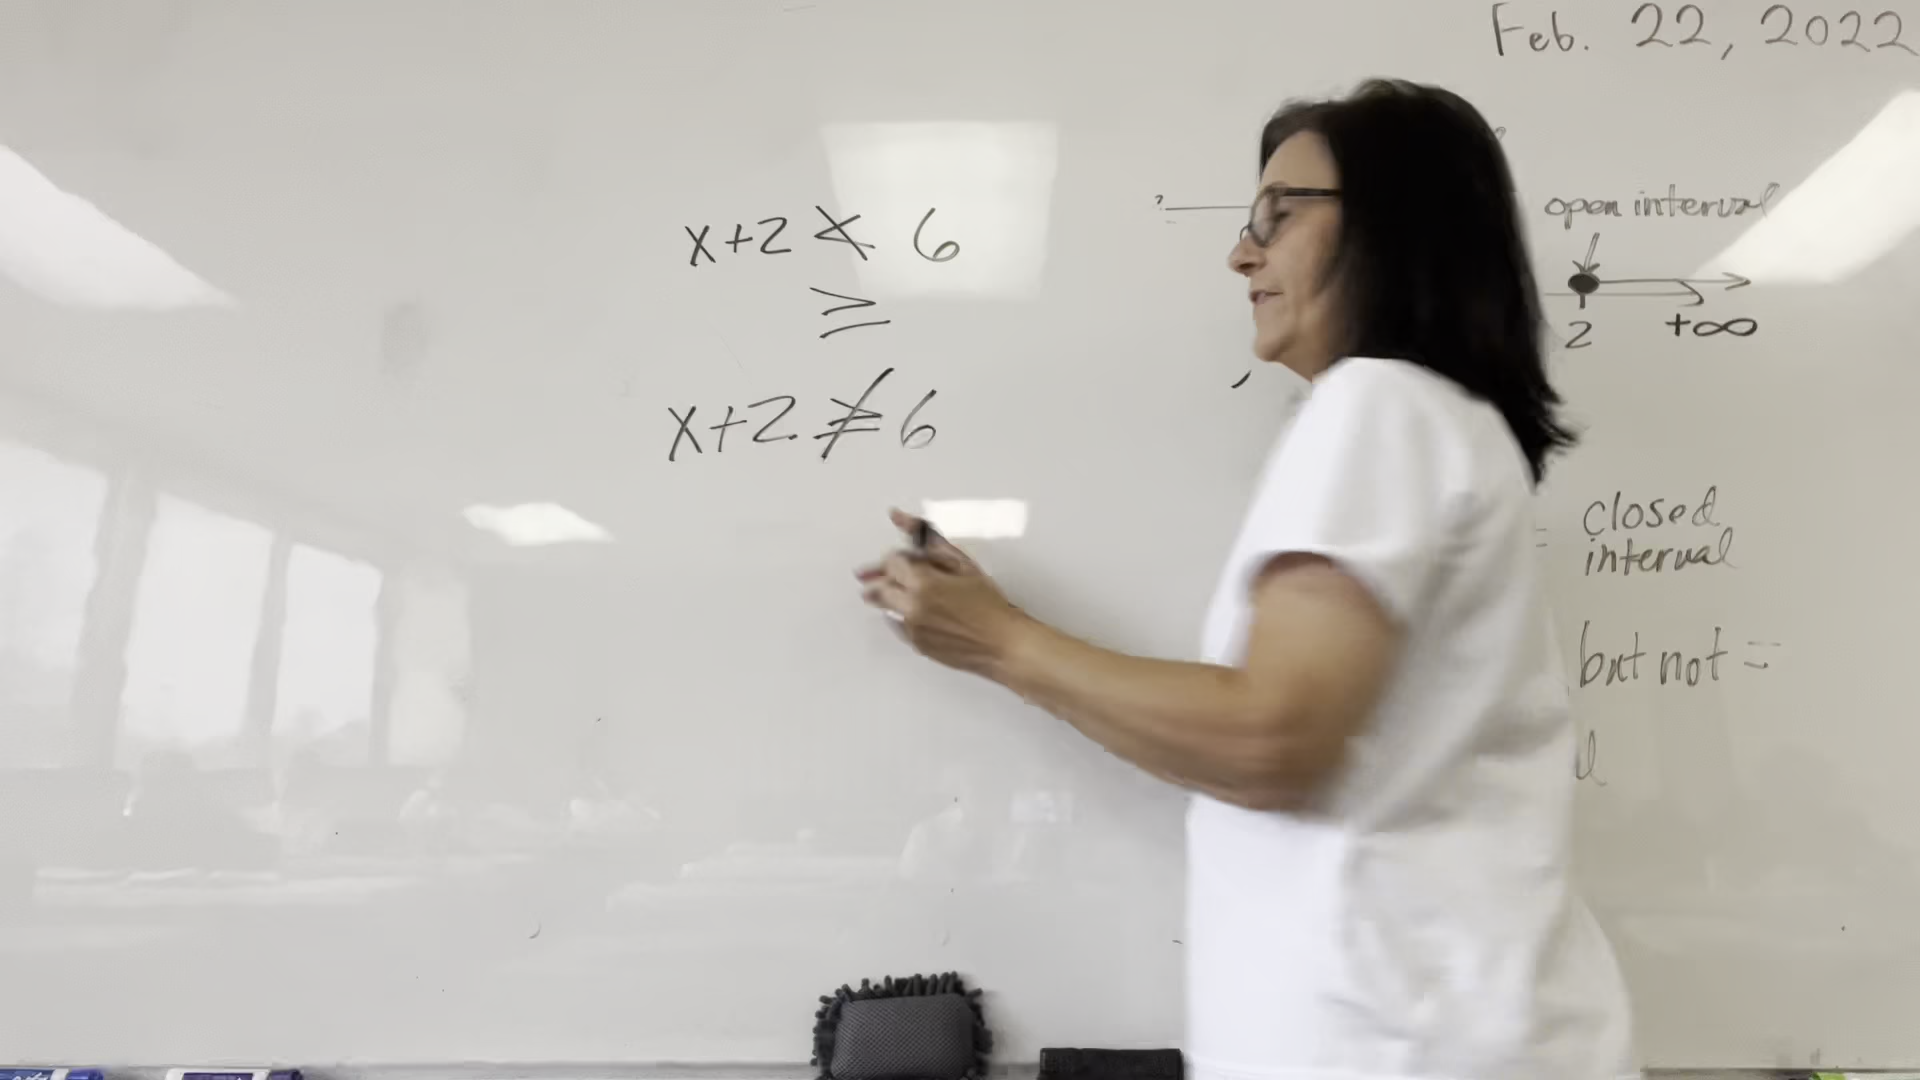 Feb. 22, 2022
x+2 ≮ 6
≥
x+2 ≱ 6
open interval
2 +∞
= closed
interval
but not =